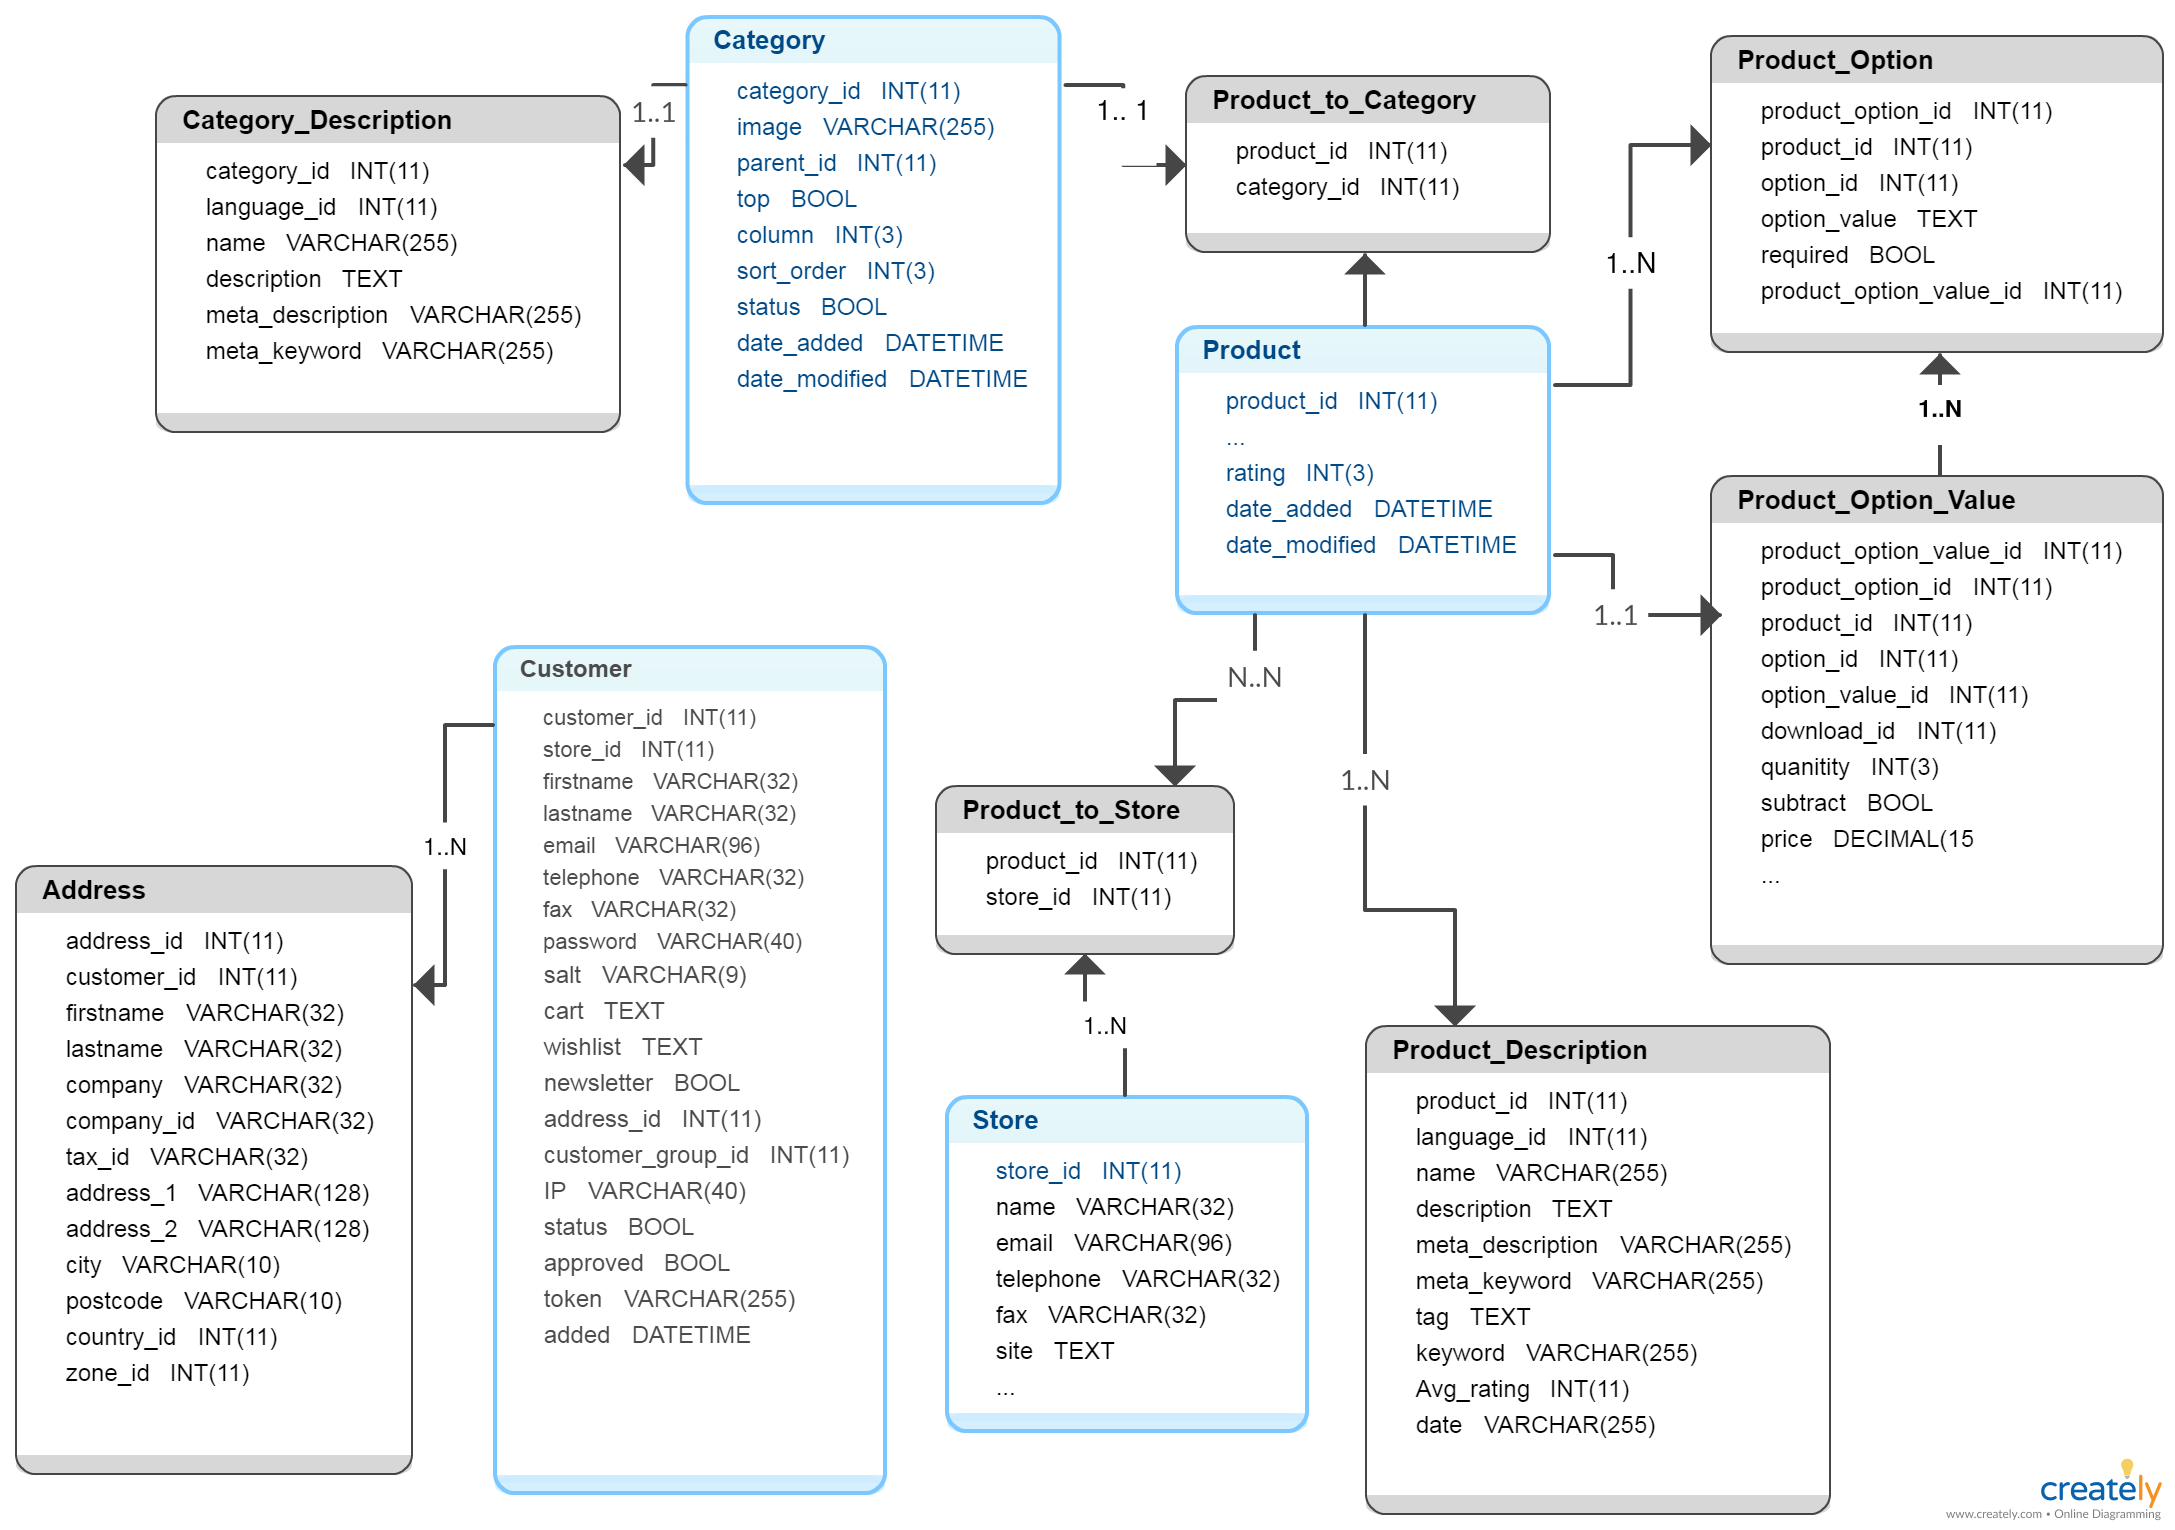 Category
category_id INT(11)
image VARCHAR(255)
parent_id INT(11)
top BOOL
column INT(3)
sort_order INT(3)
status BOOL
date_added DATETIME
date_modified DATETIME
1..1
Category_Description
category_id INT(11)
language_id INT(11)
name VARCHAR(255)
description TEXT
meta_description VARCHAR(255)
meta_keyword VARCHAR(255)
1.. 1
Product_to_Category
product_id INT(11)
category_id INT(11)
Product_Option
product_option_id INT(11)
product_id INT(11)
option_id INT(11)
option_value TEXT
required BOOL
product_option_value_id INT(11)
1..N
Product
product_id INT(11)
...
rating INT(3)
date_added DATETIME
date_modified DATETIME
1..N
1..1
Product_Option_Value
product_option_value_id INT(11)
product_option_id INT(11)
product_id INT(11)
option_id INT(11)
option_value_id INT(11)
download_id INT(11)
quanitity INT(3)
subtract BOOL
price DECIMAL(15
...
Customer
customer_id INT(11)
store_id INT(11)
firstname VARCHAR(32)
lastname VARCHAR(32)
email VARCHAR(96)
telephone VARCHAR(32)
fax VARCHAR(32)
password VARCHAR(40)
salt VARCHAR(9)
cart TEXT
wishlist TEXT
newsletter BOOL
address_id INT(11)
customer_group_id INT(11)
IP VARCHAR(40)
status BOOL
approved BOOL
token VARCHAR(255)
added DATETIME
1..N
Address
address_id INT(11)
customer_id INT(11)
firstname VARCHAR(32)
lastname VARCHAR(32)
company VARCHAR(32)
company_id VARCHAR(32)
tax_id VARCHAR(32)
address_1 VARCHAR(128)
address_2 VARCHAR(128)
city VARCHAR(10)
postcode VARCHAR(10)
country_id INT(11)
zone_id INT(11)
N..N
1..N
Product_to_Store
product_id INT(11)
store_id INT(11)
1..N
Store
store_id INT(11)
name VARCHAR(32)
email VARCHAR(96)
telephone VARCHAR(32)
fax VARCHAR(32)
site TEXT
...
Product_Description
product_id INT(11)
language_id INT(11)
name VARCHAR(255)
description TEXT
meta_description VARCHAR(255)
meta_keyword VARCHAR(255)
tag TEXT
keyword VARCHAR(255)
Avg_rating INT(11)
date VARCHAR(255)
creately
www.creately.com • Online Diagramming